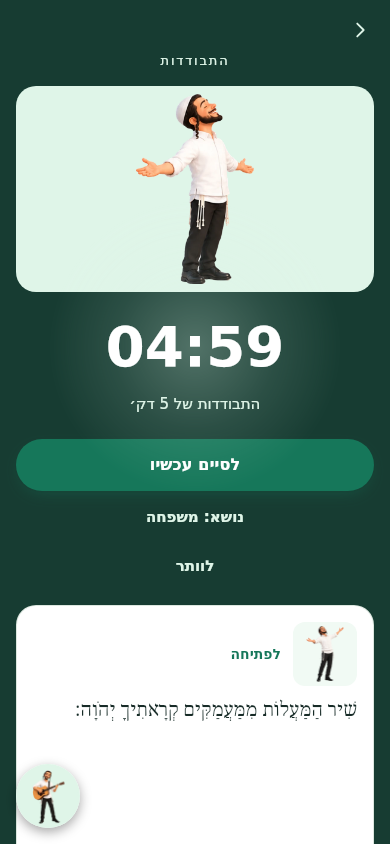 התבודדות
04:59
התבודדות של 5 דק׳
לסיים עכשיו
נושא: משפחה
לוותר
לפתיחה
שִׁיר הַמַּעֲלוֹת מִמַּעֲמַקִּים קְרָאתִיךָ יְהֹוָה: